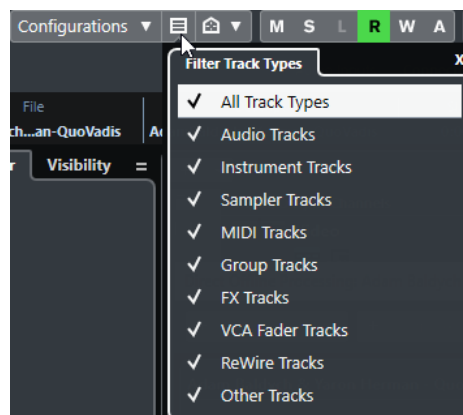 Configurations
M S L R W A
Filter Track Types
X
All Track Types
File
ch...an-QuoVadis
Audio Tracks
Visibility
Instrument Tracks
Sampler Tracks
MIDI Tracks
Group Tracks
FX Tracks
VCA Fader Tracks
ReWire Tracks
Other Tracks